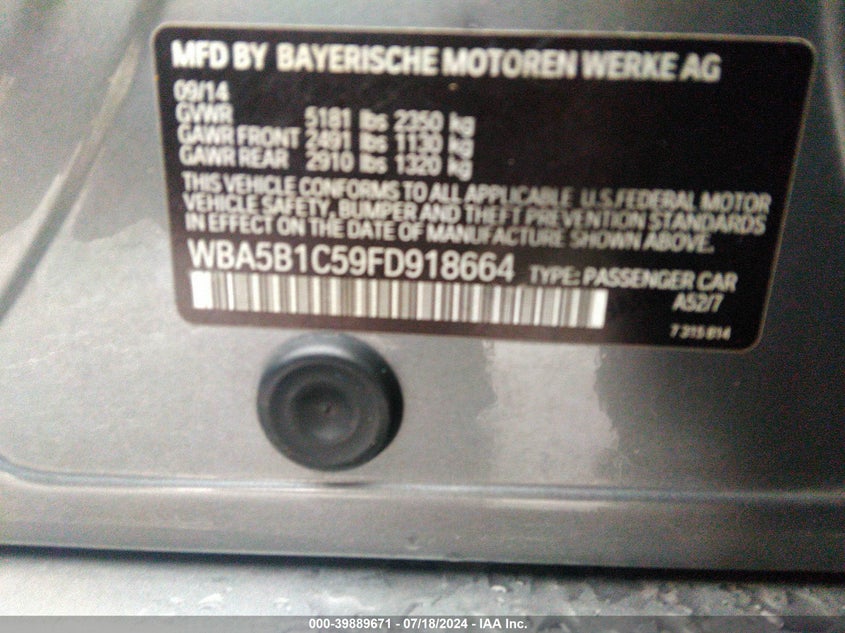 MFD BY BAYERISCHE MOTOREN WERKE AG
09/14
GVWR 5181 lbs 2350 kg
GAWR FRONT 2491 lbs 1130 kg
GAWR REAR 2910 lbs 1320 kg
THIS VEHICLE CONFORMS TO ALL APPLICABLE U.S.FEDERAL MOTOR
VEHICLE SAFETY, BUMPER AND THEFT PREVENTION STANDARDS
IN EFFECT ON THE DATE OF MANUFACTURE SHOWN ABOVE.
WBA5B1C59FD918664 TYPE: PASSENGER CAR
A52/7
7 315 814
000-39889671 / 07/18/2024 - IAA Inc.